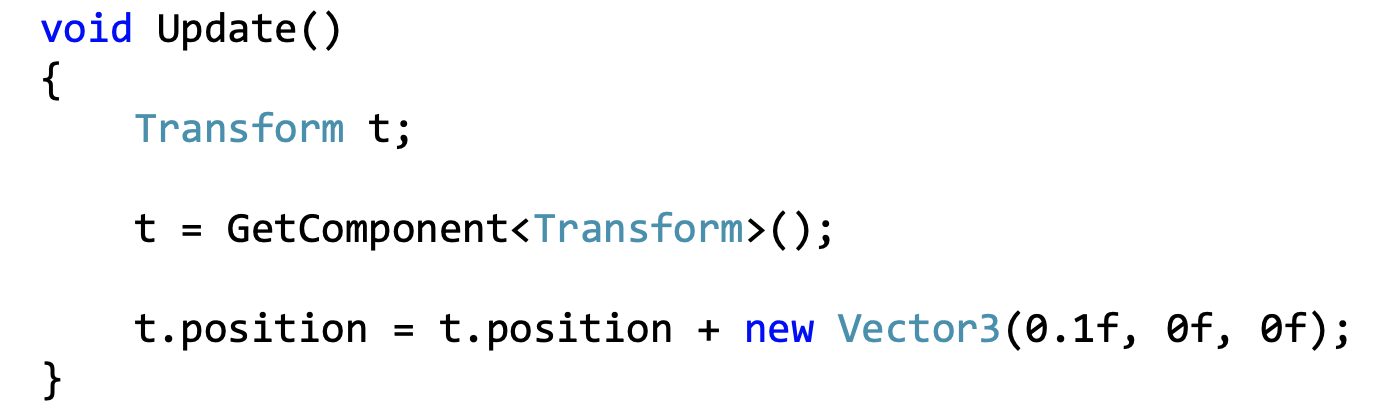 void Update()
{
    Transform t;

    t = GetComponent<Transform>();

    t.position = t.position + new Vector3(0.1f, 0f, 0f);
}